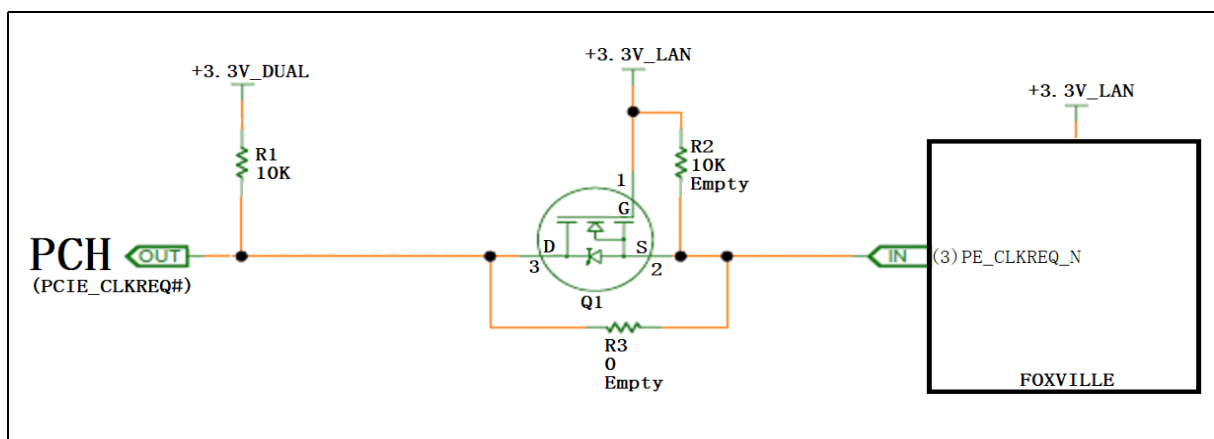 +3.3V_DUAL
+3.3V_LAN
+3.3V_LAN
R1
10K
R2
10K
Empty
1
G
D
S
3
2
Q1
PCH
OUT
(PCIE_CLKREQ#)
IN
(3)PE_CLKREQ_N
R3
0
Empty
FOXVILLE